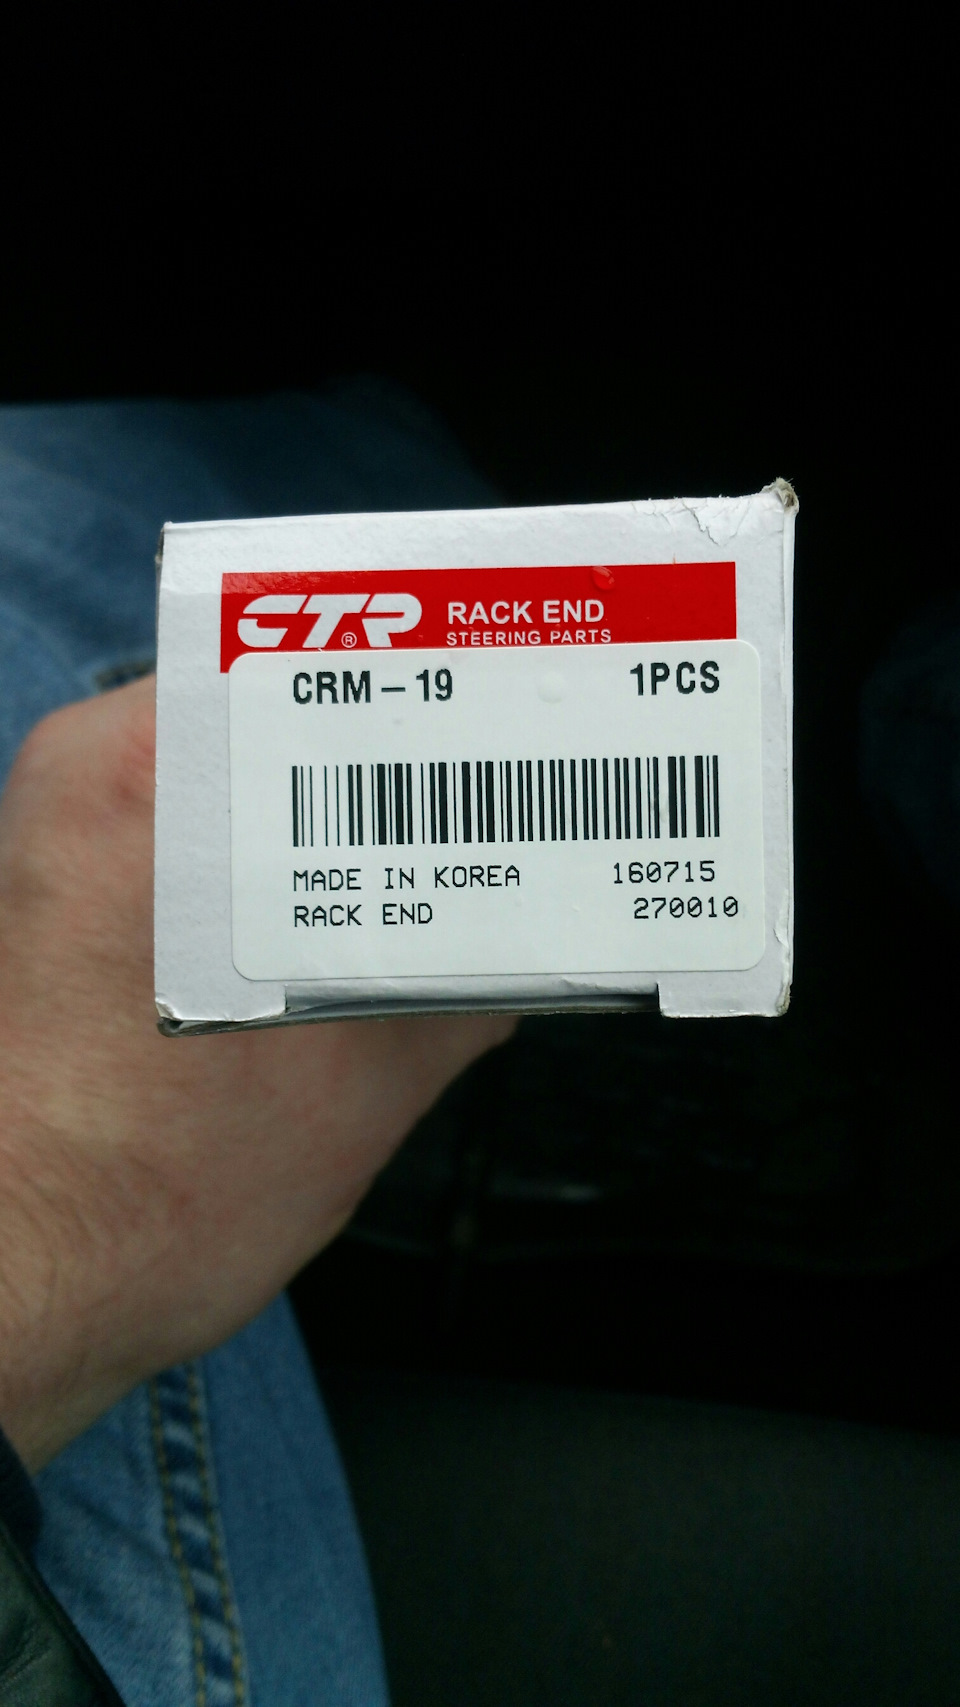 CTR® RACK END
STEERING PARTS
CRM-19 1PCS
MADE IN KOREA 160715
RACK END 270010